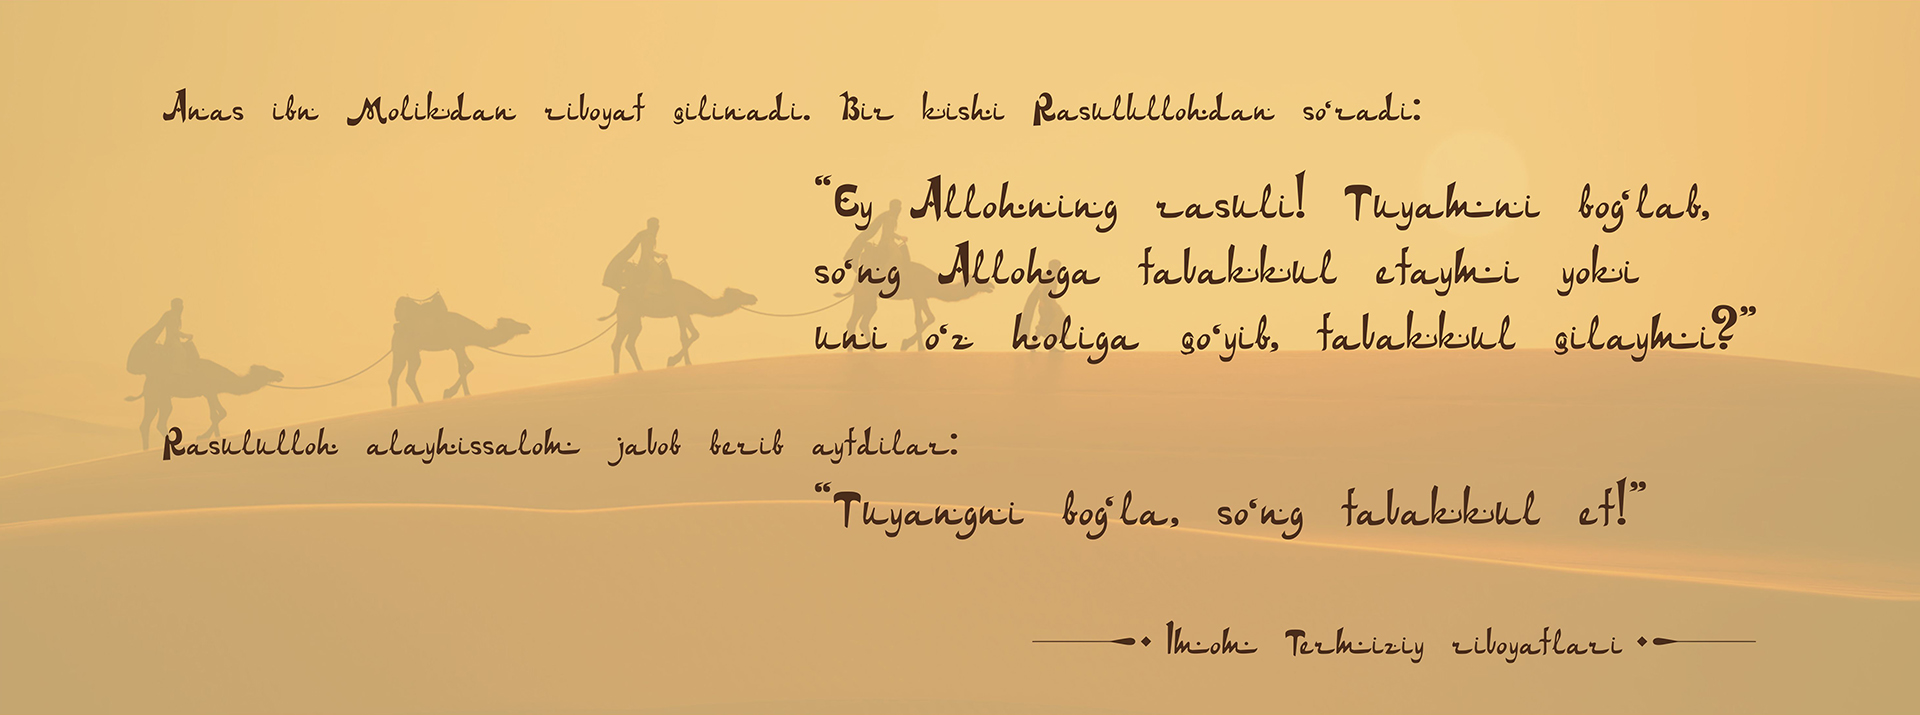 Anas ibn Molikdan rivoyat qilinadi. Bir kishi Rasulullohdan so‘radi:
“Ey Allohning rasuli! Tuyamni bog‘lab,
so‘ng Allohga tavakkul etaymi yoki
uni o‘z holiga qo‘yib, tavakkul qilaymi?”
Rasululloh alayhissalom javob berib aytdilar:
“Tuyangni bog‘la, so‘ng tavakkul et!”
Imom Termiziy rivoyatlari